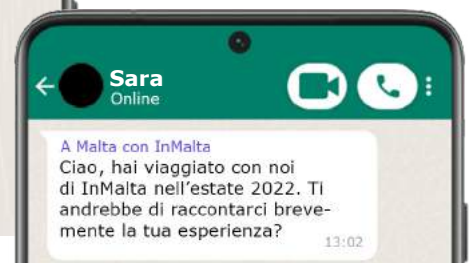 Sara
Online
A Malta con InMalta
Ciao, hai viaggiato con noi
di InMalta nell'estate 2022. Ti
andrebbe di raccontarci breve-
mente la tua esperienza?
13:02